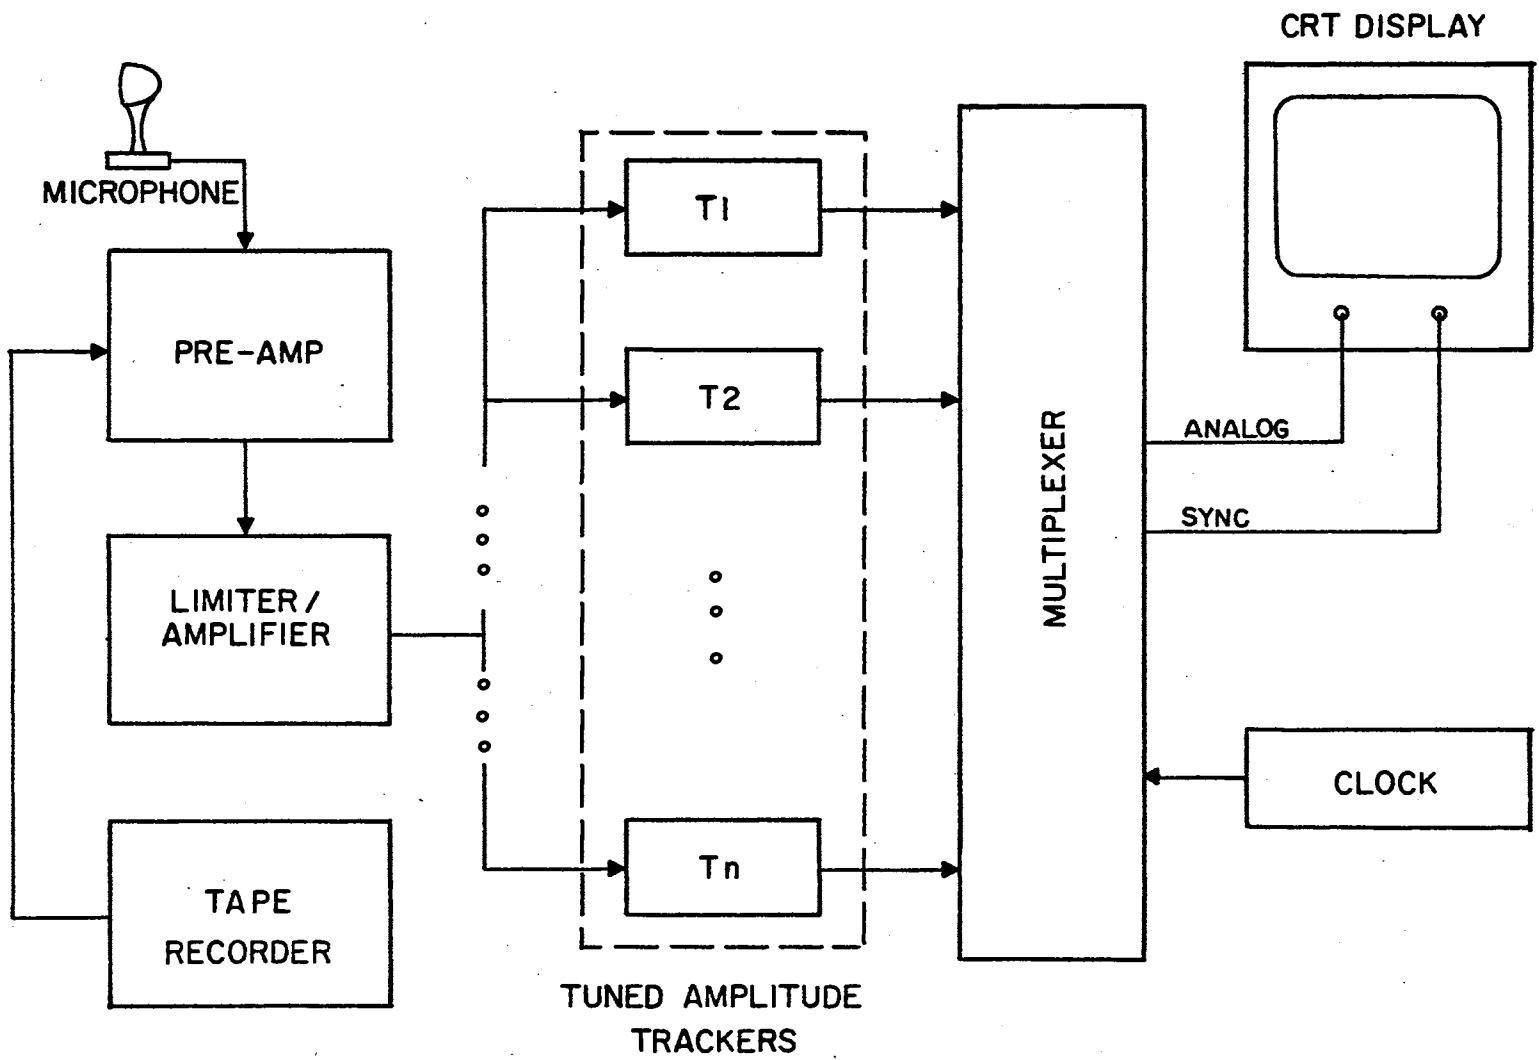 CRT DISPLAY
MICROPHONE
T1
PRE-AMP
T2
ANALOG
MULTIPLEXER
SYNC
LIMITER/
AMPLIFIER
CLOCK
Tn
TAPE
RECORDER
TUNED AMPLITUDE
TRACKERS